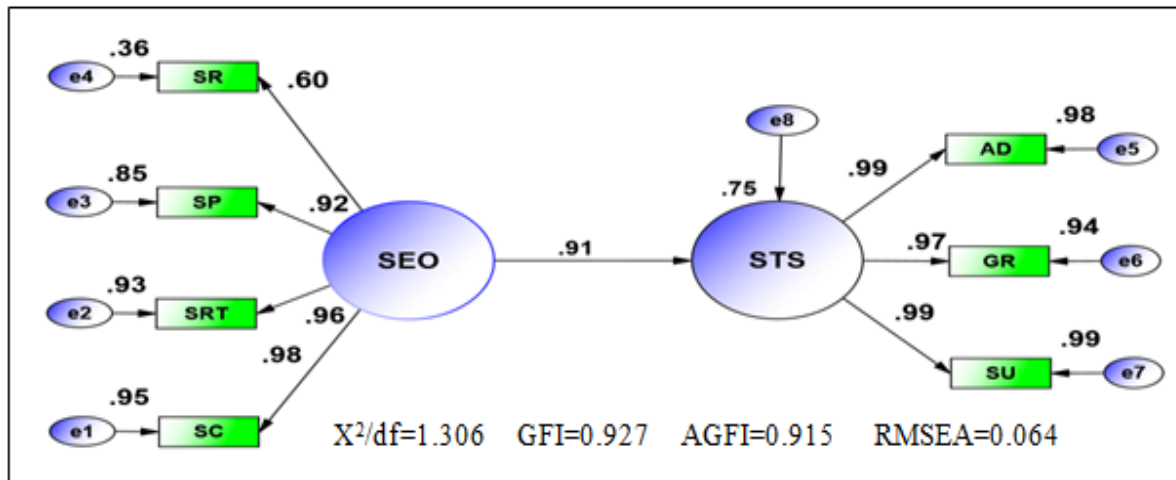 .36
e4
SR
.60
e8
.98
AD
e5
.99
.85
e3
SP
.92
.75
SEO
.91
STS
.97
.94
GR
e6
.93
e2
SRT
.96
.99
.98
.99
SU
e7
.95
e1
SC
X²/df=1.306 GFI=0.927 AGFI=0.915 RMSEA=0.064